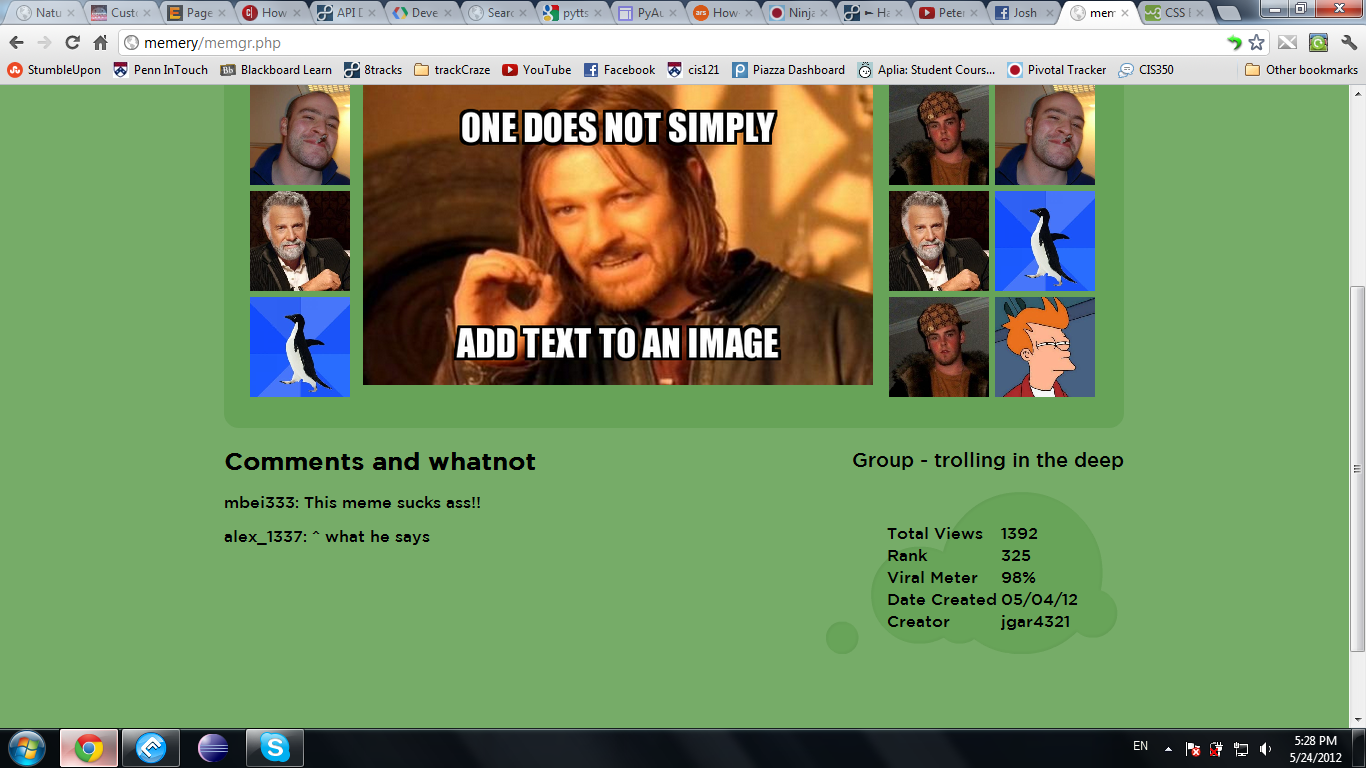 Natu
Custo
Page
How
API D
Deve
Searc
pytts
PyAu
How
Ninja
► Ha
Peter
Josh
mem
CSS I
memery/memgr.php
StumbleUpon
Penn InTouch
Blackboard Learn
8tracks
trackCraze
YouTube
Facebook
cis121
Piazza Dashboard
Aplia: Student Cours...
Pivotal Tracker
CIS350
Other bookmarks
ONE DOES NOT SIMPLY
ADD TEXT TO AN IMAGE
Comments and whatnot
mbei333: This meme sucks ass!!
alex_1337: ^ what he says
Group - trolling in the deep
Total Views 1392
Rank 325
Viral Meter 98%
Date Created 05/04/12
Creator jgar4321
EN
5:28 PM
5/24/2012